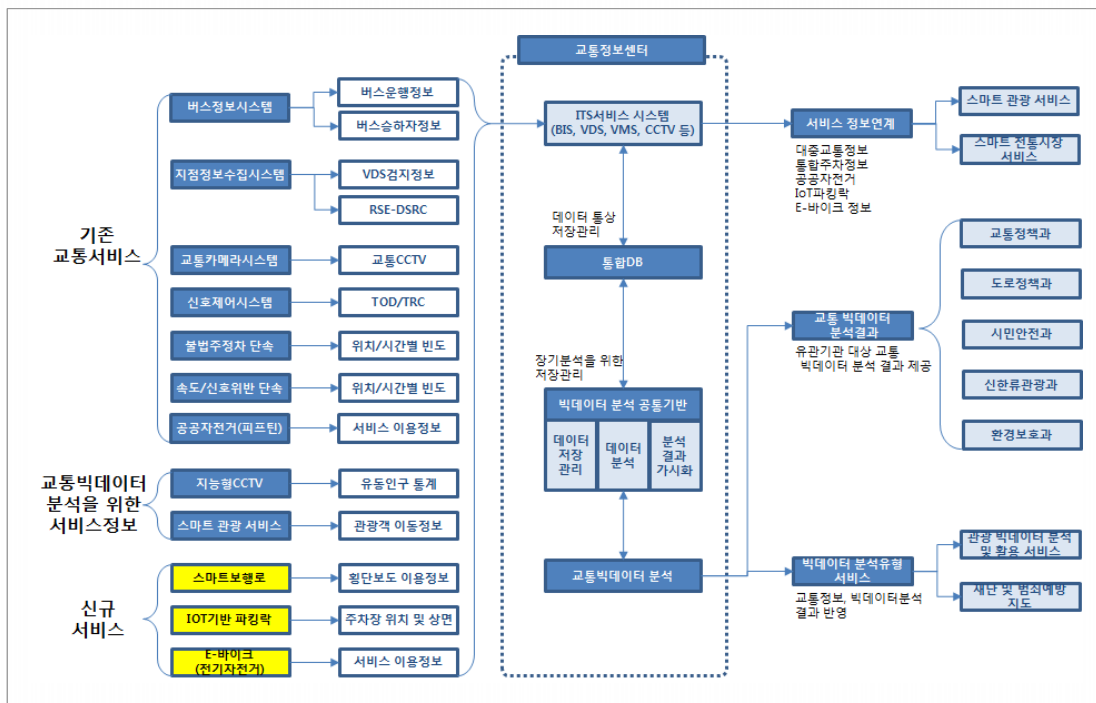 교통정보센터
기존
교통서비스
버스정보시스템
버스운행정보
버스승하자정보
지점정보수집시스템
VDS검지정보
RSE-DSRC
교통카메라시스템
교통CCTV
신호제어시스템
TOD/TRC
불법주정차 단속
위치/시간별 빈도
속도/신호위반 단속
위치/시간별 빈도
공공자전거(피프틴)
서비스 이용정보
교통빅데이터
분석을 위한
서비스정보
지능형CCTV
유동인구 통계
스마트 관광 서비스
관광객 이동정보
신규
서비스
스마트보행로
횡단보도 이용정보
IOT기반 파킹락
주차장 위치 및 상면
E-바이크
(전기자전거)
서비스 이용정보
ITS서비스 시스템
(BIS, VDS, VMS, CCTV 등)
데이터 통상
저장관리
통합DB
장기분석을 위한
저장관리
빅데이터 분석 공통기반
데이터
저장
관리
데이터
분석
분석
결과
가시화
교통빅데이터 분석
서비스 정보연계
대중교통정보
통합주차정보
공공자전거
IoT파킹락
E-바이크 정보
스마트 관광 서비스
스마트 전통시장
서비스
교통 빅데이터
분석결과
유관기관 대상 교통
빅데이터 분석 결과 제공
교통정책과
도로정책과
시민안전과
신한류관광과
환경보호과
빅데이터 분석유형
서비스
교통정보, 빅데이터분석
결과 반영
관광 빅데이터 분석
및 활용 서비스
재난 및 범죄예방
지도